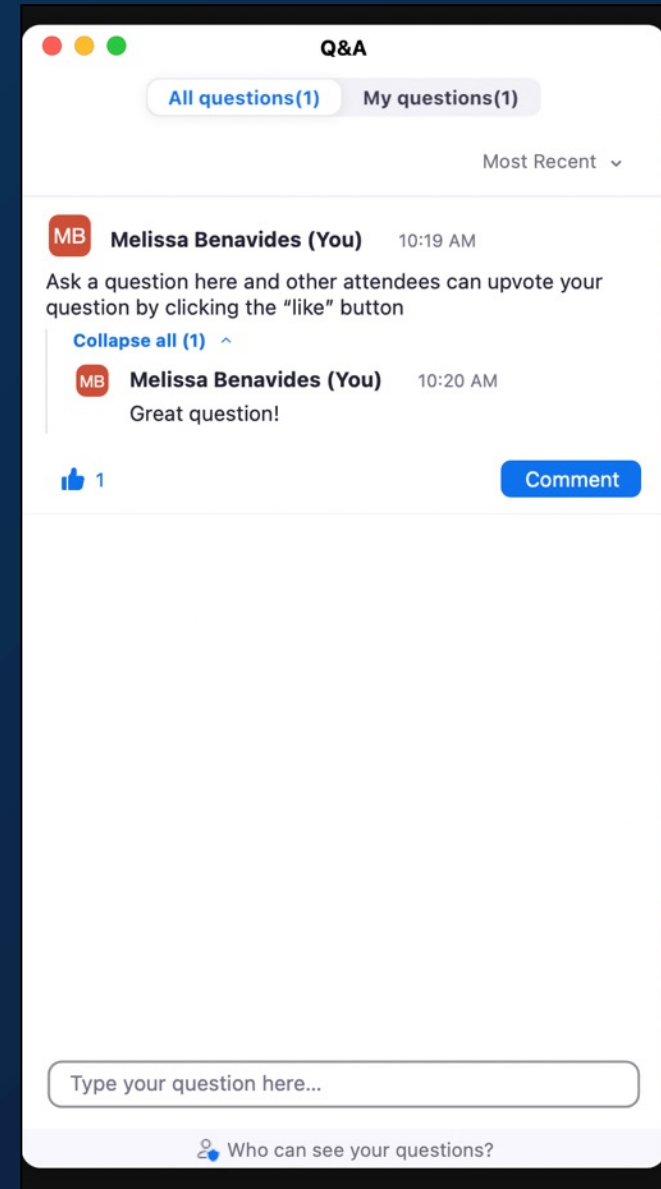 Q&A
All questions(1) My questions(1)
Most Recent
MB Melissa Benavides (You) 10:19 AM
Ask a question here and other attendees can upvote your
question by clicking the “like” button
Collapse all (1)
MB Melissa Benavides (You) 10:20 AM
Great question!
1 Comment
Type your question here...
Who can see your questions?